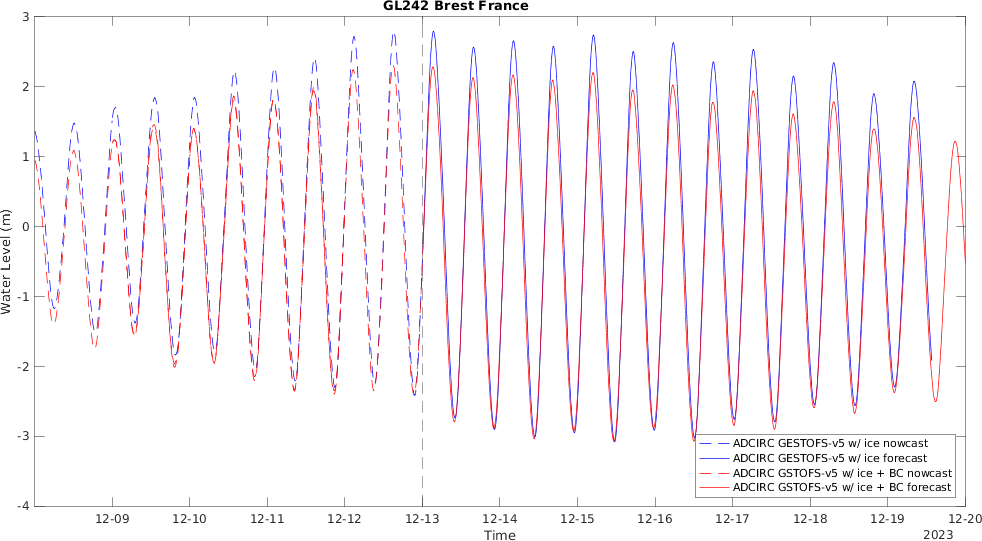 GL242 Brest France
3
2
1
0
-1
-2
-3
-4
Water Level (m)
ADCIRC GESTOFS-v5 w/ ice nowcast
ADCIRC GESTOFS-v5 w/ ice forecast
ADCIRC GSTOFS-v5 w/ ice + BC nowcast
ADCIRC GSTOFS-v5 w/ ice + BC forecast
12-09 12-10 12-11 12-12 12-13 12-14 12-15 12-16 12-17 12-18 12-19 12-20
Time
2023